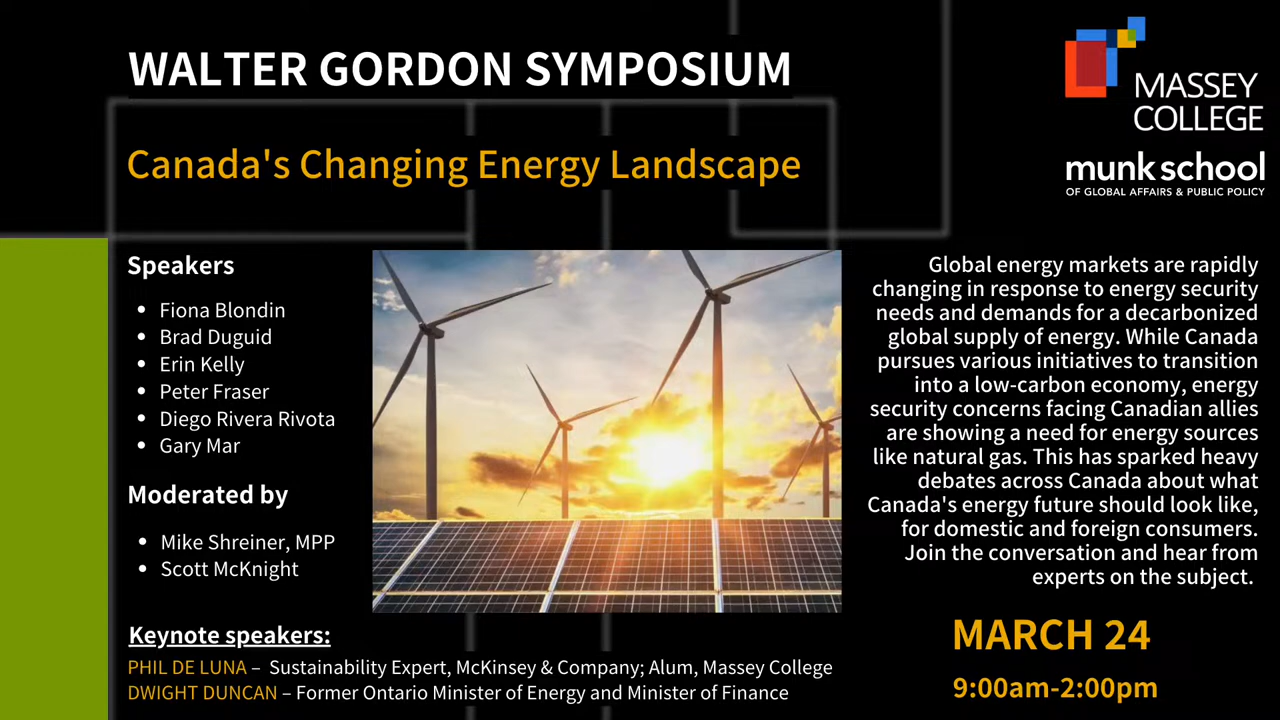 WALTER GORDON SYMPOSIUM
Canada's Changing Energy Landscape
MASSEY
COLLEGE
munk school
OF GLOBAL AFFAIRS & PUBLIC POLICY
Speakers
• Fiona Blondin
• Brad Duguid
• Erin Kelly
• Peter Fraser
• Diego Rivera Rivota
• Gary Mar
Moderated by
• Mike Shreiner, MPP
• Scott McKnight
Keynote speakers:
PHIL DE LUNA – Sustainability Expert, McKinsey & Company; Alum, Massey College
DWIGHT DUNCAN – Former Ontario Minister of Energy and Minister of Finance
Global energy markets are rapidly
changing in response to energy security
needs and demands for a decarbonized
global supply of energy. While Canada
pursues various initiatives to transition
into a low-carbon economy, energy
security concerns facing Canadian allies
are showing a need for energy sources
like natural gas. This has sparked heavy
debates across Canada about what
Canada's energy future should look like,
for domestic and foreign consumers.
Join the conversation and hear from
experts on the subject.
MARCH 24
9:00am-2:00pm